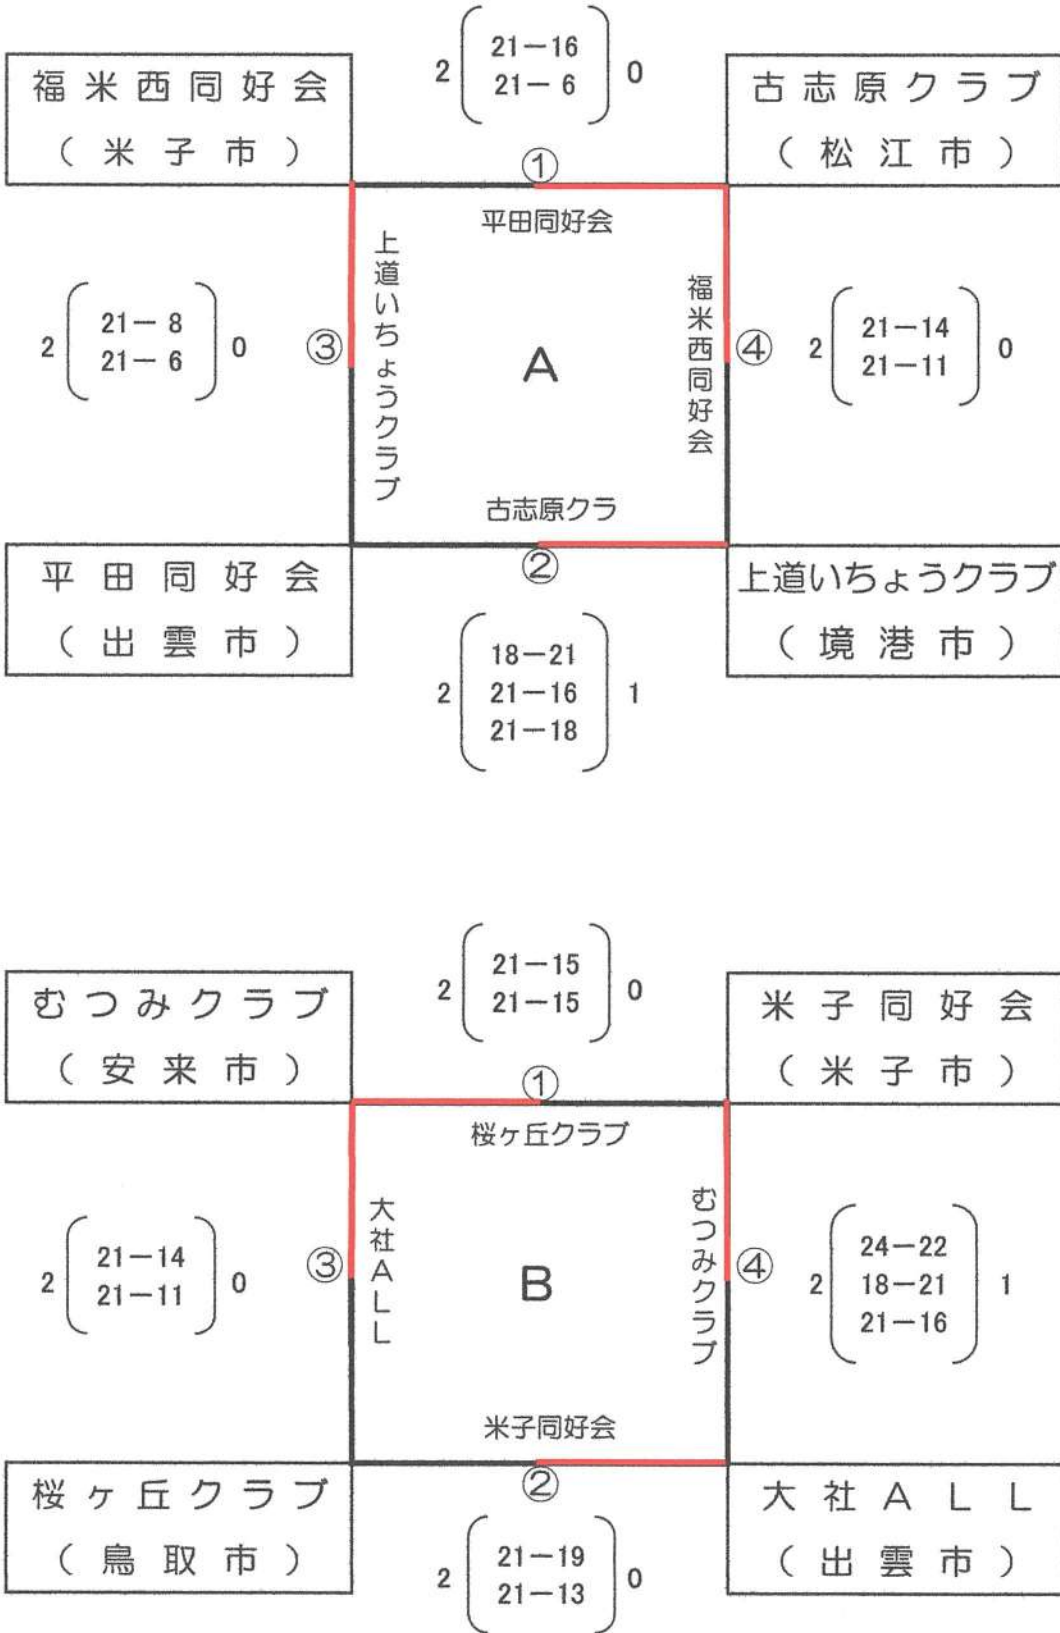 2 21-16 0
21- 6
福米西同好会
(米子市)
古志原クラブ
(松江市)
①
平田同好会
上道いちょうクラブ
福米西同好会
2 21- 8 0
21- 6
③
A
④
2 21-14 0
21-11
古志原クラ
②
平田同好会
(出雲市)
上道いちょうクラブ
(境港市)
18-21
2 21-16 1
21-18
2 21-15 0
21-15
むつみクラブ
(安来市)
米子同好会
(米子市)
①
桜ヶ丘クラブ
大社ALL
むつみクラブ
2 21-14 0
21-11
③
B
④
24-22
2 18-21 1
21-16
米子同好会
②
桜ヶ丘クラブ
(鳥取市)
大社ALL
(出雲市)
2 21-19 0
21-13